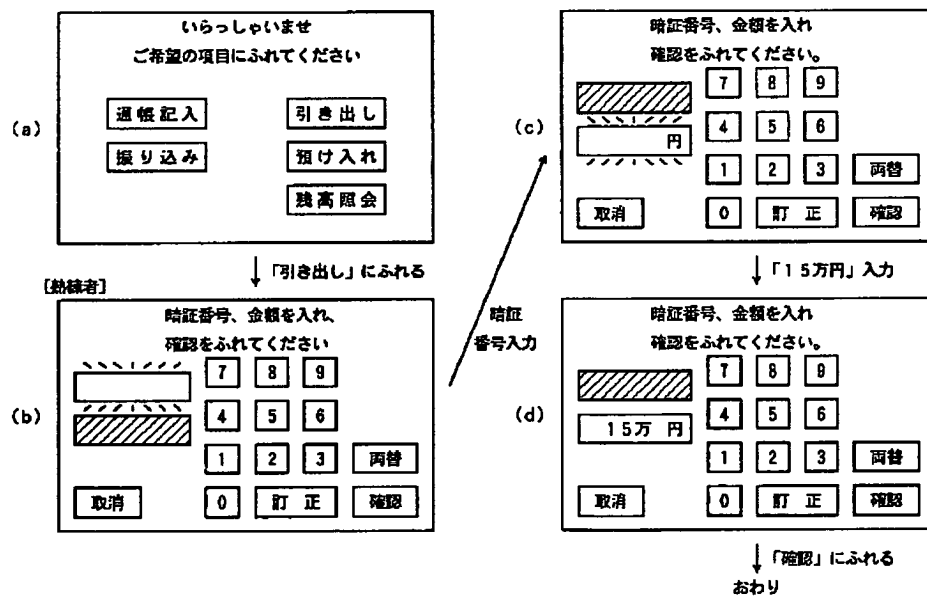 (a)
いらっしゃいませ
ご希望の項目にふれてください
通帳記入
引き出し
振り込み
預け入れ
残高照会
↓「引き出し」にふれる
[熟練者]
(b)
暗証番号、金額を入れ、
確認をふれてください
7 8 9
4 5 6
1 2 3 両替
取消 0 訂正 確認
暗証
番号入力
(c)
暗証番号、金額を入れ
確認をふれてください。
7 8 9
円 4 5 6
1 2 3 両替
取消 0 訂正 確認
↓「15万円」入力
(d)
暗証番号、金額を入れ
確認をふれてください。
7 8 9
15万 円 4 5 6
1 2 3 両替
取消 0 訂正 確認
↓「確認」にふれる
おわり